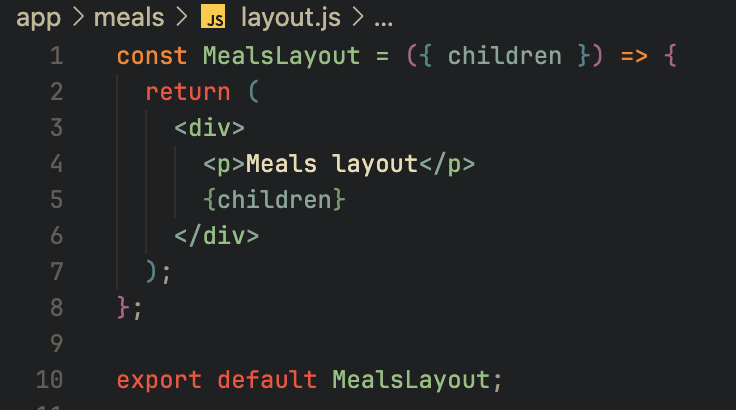 app > meals > JS layout.js > ...
1 const MealsLayout = ({ children }) => {
2 return (
3 <div>
4 <p>Meals layout</p>
5 {children}
6 </div>
7 );
8 };
9
10 export default MealsLayout;